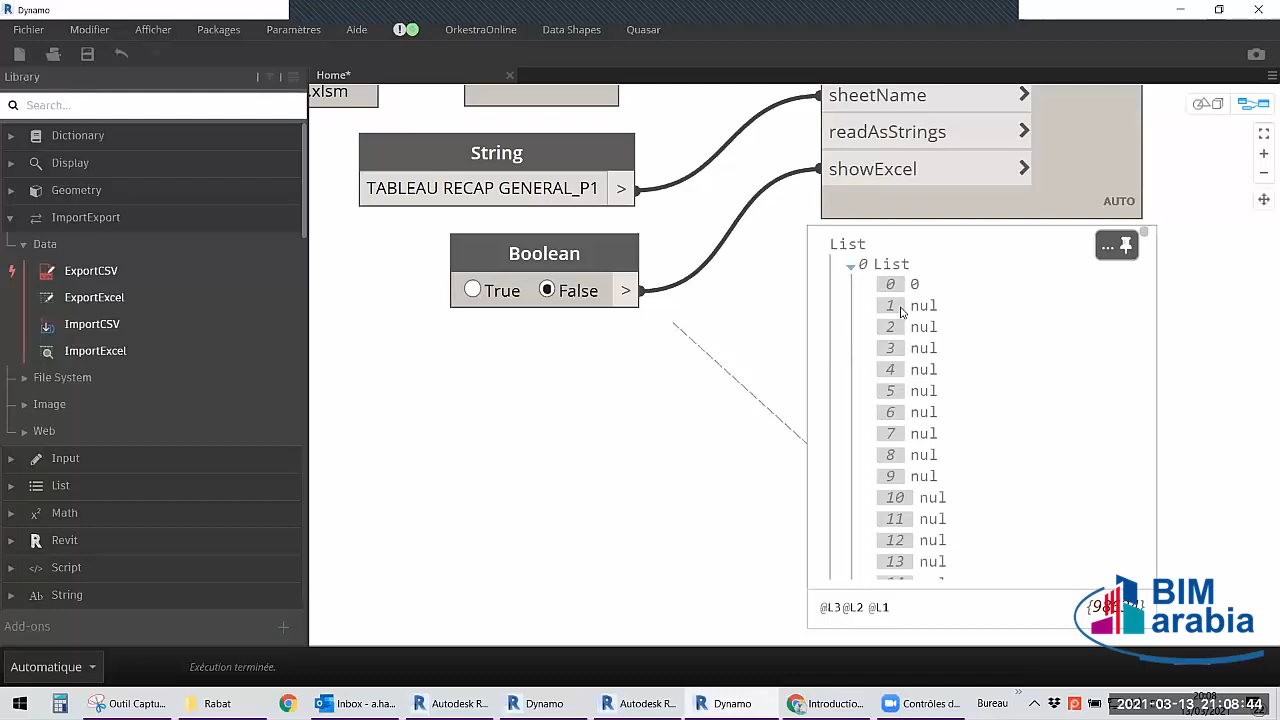 Dynamo
Fichier Modifier Afficher Packages Paramètres Aide OrkestraOnline Data Shapes Quasar
Library
Home*
Search...
Dictionary
Display
Geometry
ImportExport
Data
ExportCSV
ExportExcel
ImportCSV
ImportExcel
File System
Image
Web
Input
List
Math
Revit
Script
String
Add-ons
.xlsm
String
TABLEAU RECAP GENERAL_P1 >
Boolean
True False >
sheetName
readAsStrings
showExcel
AUTO
List
0 List
0 0
1 nul
2 nul
3 nul
4 nul
5 nul
6 nul
7 nul
8 nul
9 nul
10 nul
11 nul
12 nul
13 nul
@L3 @L2 @L1
BIM
arabia
Automatique
Exécution terminée.
Outil Captu... Rabat Inbox - gha... Autodesk R... Dynamo Autodesk R... Dynamo Introductio... Contrôles d... Bureau
20:08
2021-03-13 21:08:44